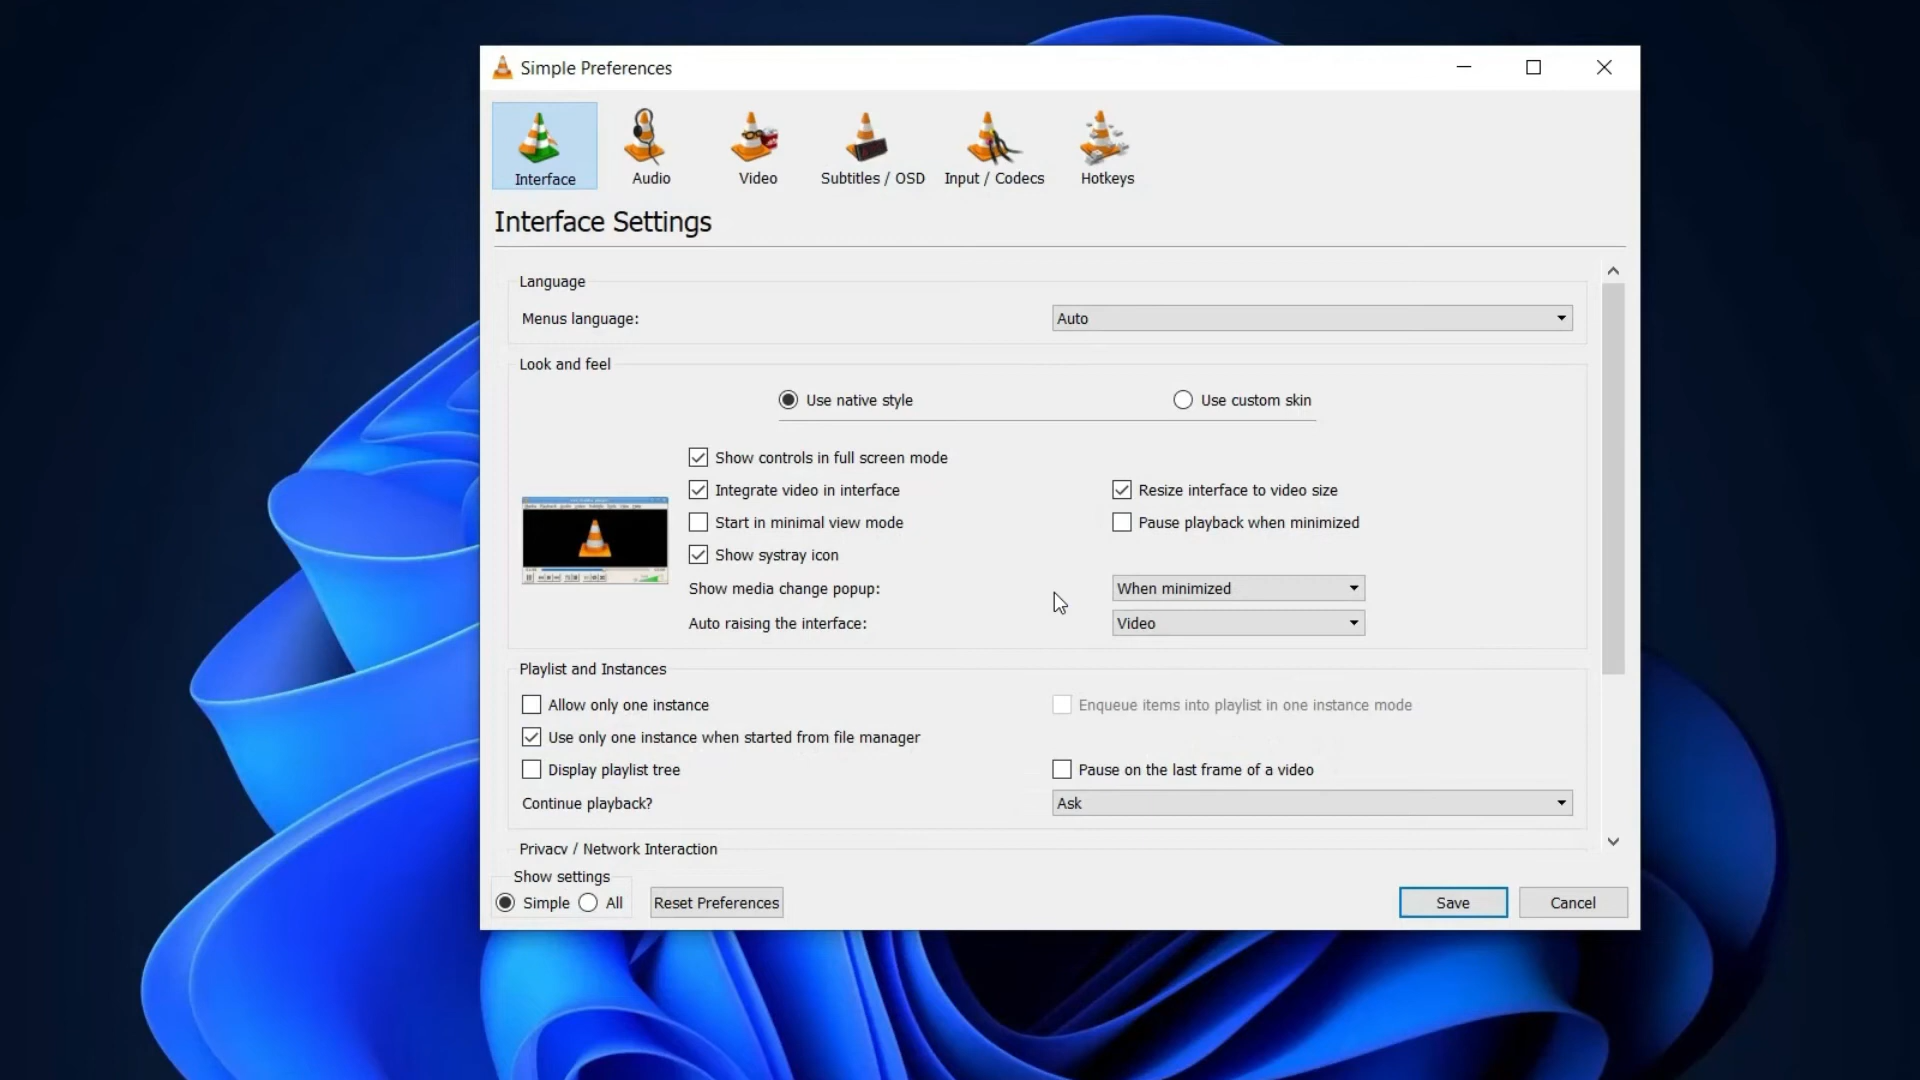 Simple Preferences
Interface Audio Video Subtitles / OSD Input / Codecs Hotkeys
Interface Settings
Language
Menus language: Auto
Look and feel
Use native style Use custom skin
Show controls in full screen mode
Integrate video in interface Resize interface to video size
Start in minimal view mode Pause playback when minimized
Show systray icon
Show media change popup: When minimized
Auto raising the interface: Video
Playlist and Instances
Allow only one instance Enqueue items into playlist in one instance mode
Use only one instance when started from file manager
Display playlist tree Pause on the last frame of a video
Continue playback? Ask
Privacy / Network Interaction
Show settings
Simple All Reset Preferences Save Cancel